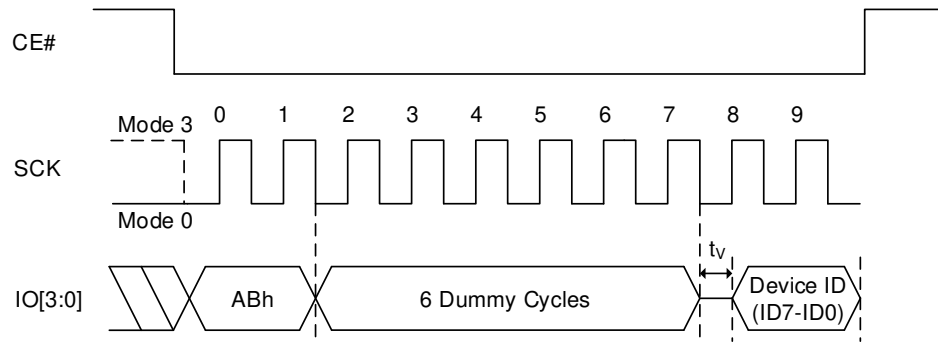 CE#
0 1 2 3 4 5 6 7 8 9
Mode 3
SCK
Mode 0
tV
IO[3:0]
ABh
6 Dummy Cycles
Device ID
(ID7-ID0)